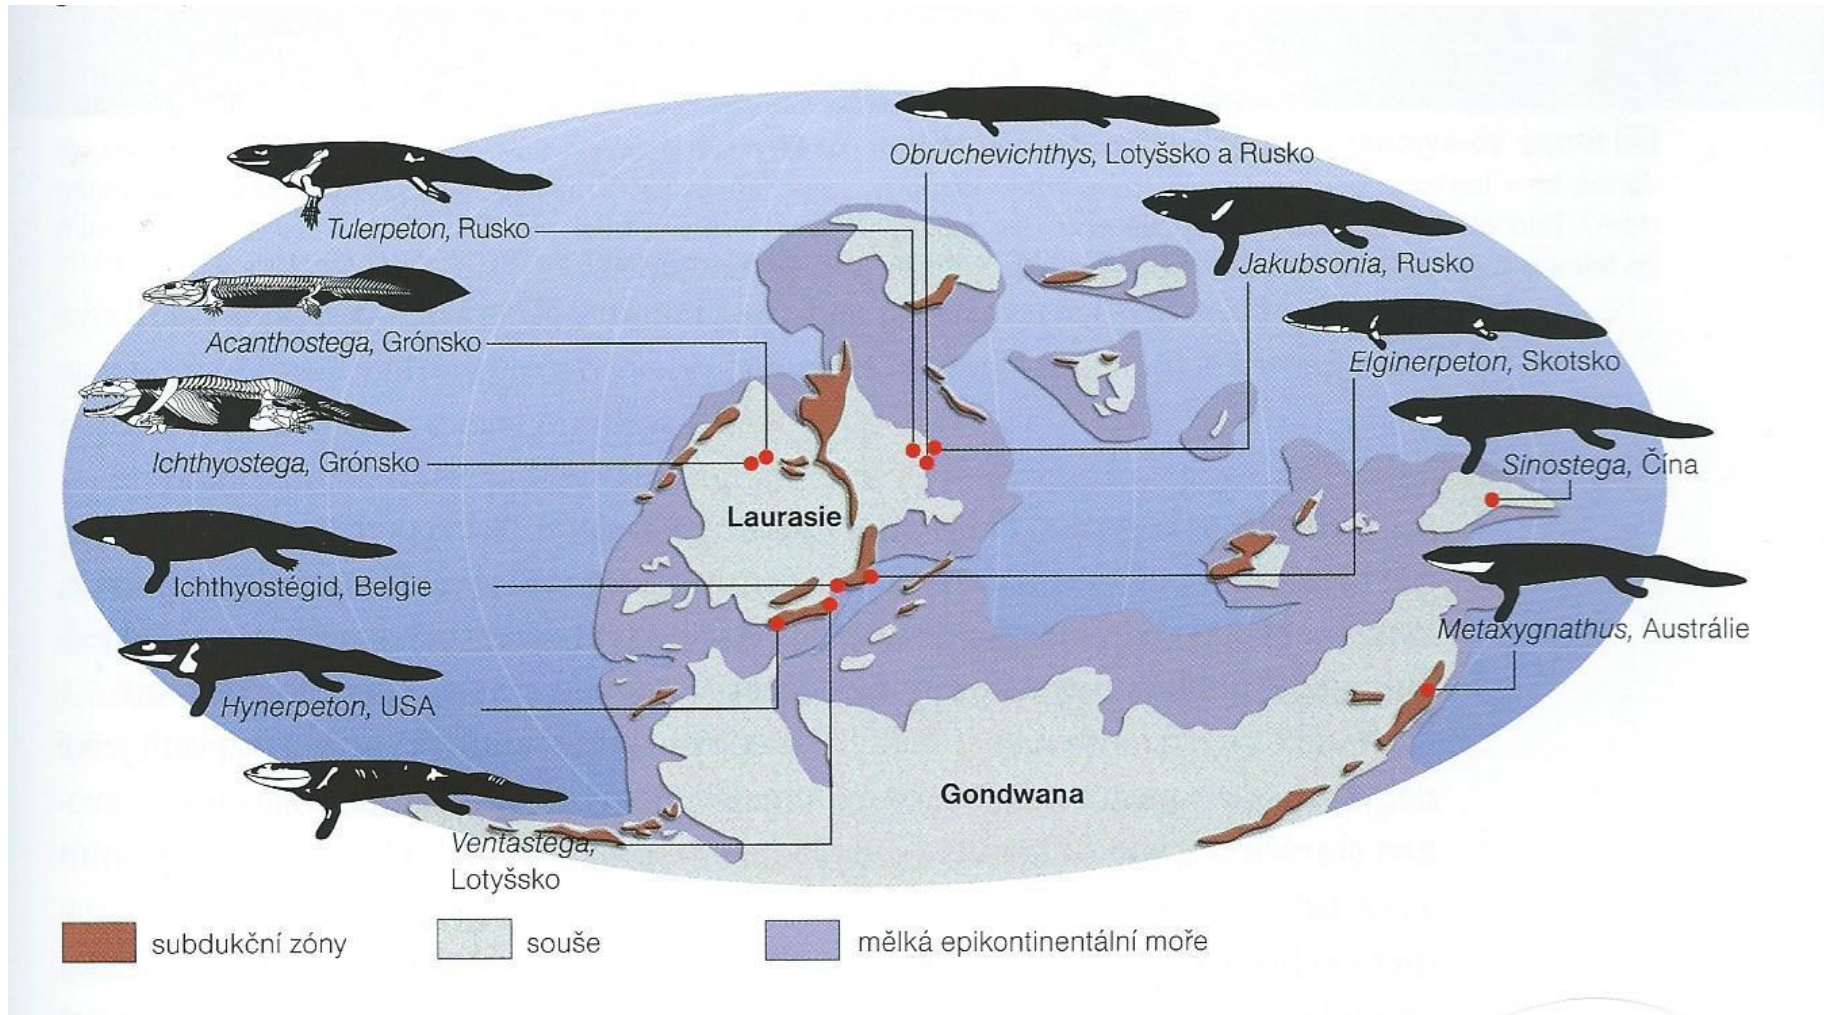 Obruchevichthys, Lotyšsko a Rusko
Tulerpeton, Rusko
Jakubsonia, Rusko
Acanthostega, Grónsko
Elginerpeton, Skotsko
Ichthyostega, Grónsko
Sinostega, Čína
Laurasie
Ichthyostégid, Belgie
Metaxygnathus, Austrálie
Hynerpeton, USA
Gondwana
Ventastega,
Lotyšsko
subdukční zóny
souše
mělká epikontinentální moře